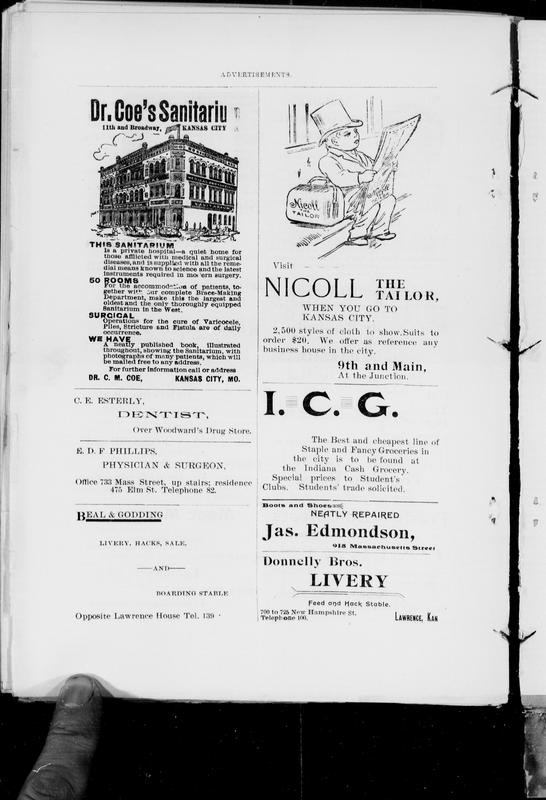 ADVERTISEMENTS.
Dr. Coe's Sanitariu
11th and Broadway, KANSAS CITY
THIS SANITARIUM
Is a private hospital—a quiet home for
those afflicted with medical and surgical
diseases, and is supplied with all the reme-
dial means known to science and the latest
instruments required in mo ern surgery.
50 ROOMS
For the accommodation of patients, to-
gether with our complete Brace-Making
Department, make this the largest and
oldest and the only thoroughly equipped
Sanitarium in the West.
SURGICAL
Operations for the cure of Varicocele,
Piles, Stricture and Fistula are of daily
occurrence.
WE HAVE
A neatly published book, illustrated
throughout, showing the Sanitarium, with
photographs of many patients, which will
be mailed free to any address.
For further information call or address
DR. C. M. COE, KANSAS CITY, MO.
C. E. ESTERLY,
DENTIST,
Over Woodward's Drug Store.
E. D. F PHILLIPS,
PHYSICIAN & SURGEON,
Office 733 Mass Street, up stairs; residence
475 Elm St. Telephone 82.
BEAL & GODDING
LIVERY, HACKS, SALE,
—AND—
BOARDING STABLE
Opposite Lawrence House Tel. 139
Nicoll
TAILOR
Visit
NICOLL THE
TAILOR,
WHEN YOU GO TO
KANSAS CITY.
2,500 styles of cloth to show. Suits to
order $20. We offer as reference any
business house in the city.
9th and Main,
At the Junction.
I. C. G.
The Best and cheapest line of
Staple and Fancy Groceries in
the city is to be found at
the Indiana Cash Grocery.
Special prices to Student's
Clubs. Students' trade solicited.
Boots and Shoes
NEATLY REPAIRED
Jas. Edmondson,
915 Massachusetts Street
Donnelly Bros.
LIVERY
Feed and Hack Stable.
700 to 725 New Hampshire St.
Telephone 100. LAWRENCE, KAN